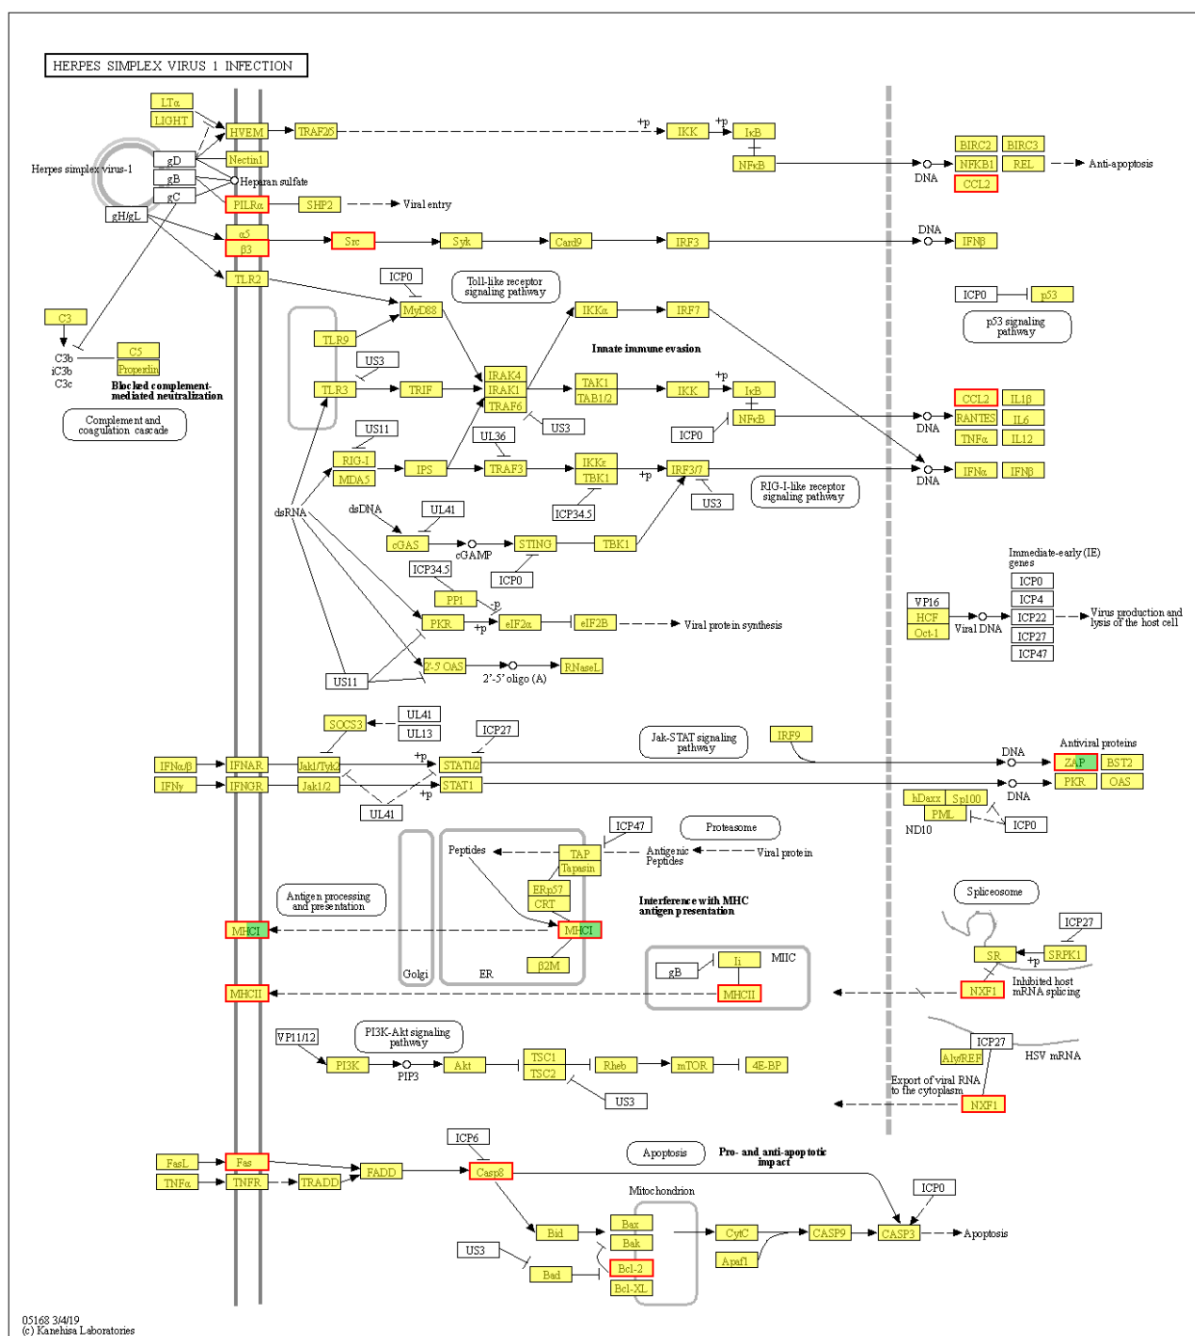 HERPES SIMPLEX VIRUS 1 INFECTION
LTα
LIGHT
HVEM
TRAF2/5
+p
IKK
+p
IκB
NFκB
DNA
BIRC2
BIRC3
NFKB1
REL
CCL2
Anti-apoptosis
Herpes simplex virus-1
gD
gB
gC
gH/gL
Nectin1
Heparan sulfate
PILRα
SHP2
Viral entry
α5
β3
Src
Syk
Card9
IRF3
DNA
IFNβ
TLR2
ICP0
MyD88
Toll-like receptor
signaling pathway
IKKα
IRF7
ICP0
p53
p53 signaling
pathway
C3
C3b
iC3b
C3c
C5
Properdin
Blocked complement-
mediated neutralization
Complement and
coagulation cascade
TLR9
TLR3
US3
TRIF
IRAK4
IRAK1
TRAF6
US3
Innate immune evasion
TAK1
TAB1/2
IKK
+p
IκB
NFκB
ICP0
DNA
CCL2
IL1β
RANTES
IL6
TNFα
IL12
US11
RIG-I
MDA5
IPS
UL36
TRAF3
IKKε
TBK1
ICP34.5
+p
IRF3/7
US3
RIG-I-like receptor
signaling pathway
DNA
IFNα
IFNβ
dsRNA
dsDNA
UL41
cGAS
cGAMP
STING
ICP0
TBK1
ICP34.5
PP1
-p
PKR
+p
eIF2α
eIF2B
Viral protein synthesis
2'-5' OAS
2'-5' oligo (A)
RNaseL
US11
VP16
HCF
Oct-1
Viral DNA
Immediate-early (IE)
genes
ICP0
ICP4
ICP22
ICP27
ICP47
Virus production and
lysis of the host cell
SOCS3
UL41
UL13
ICP27
Jak-STAT signaling
pathway
IRF9
IFNα/β
IFNAR
Jak1/Tyk2
+p
STAT1/2
DNA
Antiviral proteins
ZAP
BST2
IFNγ
IFNGR
Jak1/2
+p
STAT1
DNA
PKR
OAS
UL41
hDaxx
Sp100
PML
ND10
ICP0
ICP47
Proteasome
Peptides
TAP
Tapasin
Antigenic
Peptides
Viral protein
ERp57
CRT
Antigen processing
and presentation
Interference with MHC
antigen presentation
MHCI
MHCI
β2M
Golgi
ER
gB
Ii
MIIC
MHCII
MHCII
Spliceosome
ICP27
SR
+p
SRPK1
Inhibited host
mRNA splicing
NXF1
VP11/12
PI3K-Akt signaling
pathway
PI3K
PIP3
Akt
TSC1
TSC2
Rheb
mTOR
4E-BP
US3
ICP27
Aly/REF
HSV mRNA
Export of viral RNA
to the cytoplasm
NXF1
FasL
Fas
TNFα
TNFR
TRADD
FADD
ICP6
Casp8
Apoptosis
Pro- and anti-apoptotic
impact
Mitochondrion
ICP0
Bid
Bax
Bak
CytC
CASP9
CASP3
Apoptosis
US3
Bad
Bcl-2
Bcl-XL
Apaf1
05168 3/4/19
(c) Kanehisa Laboratories